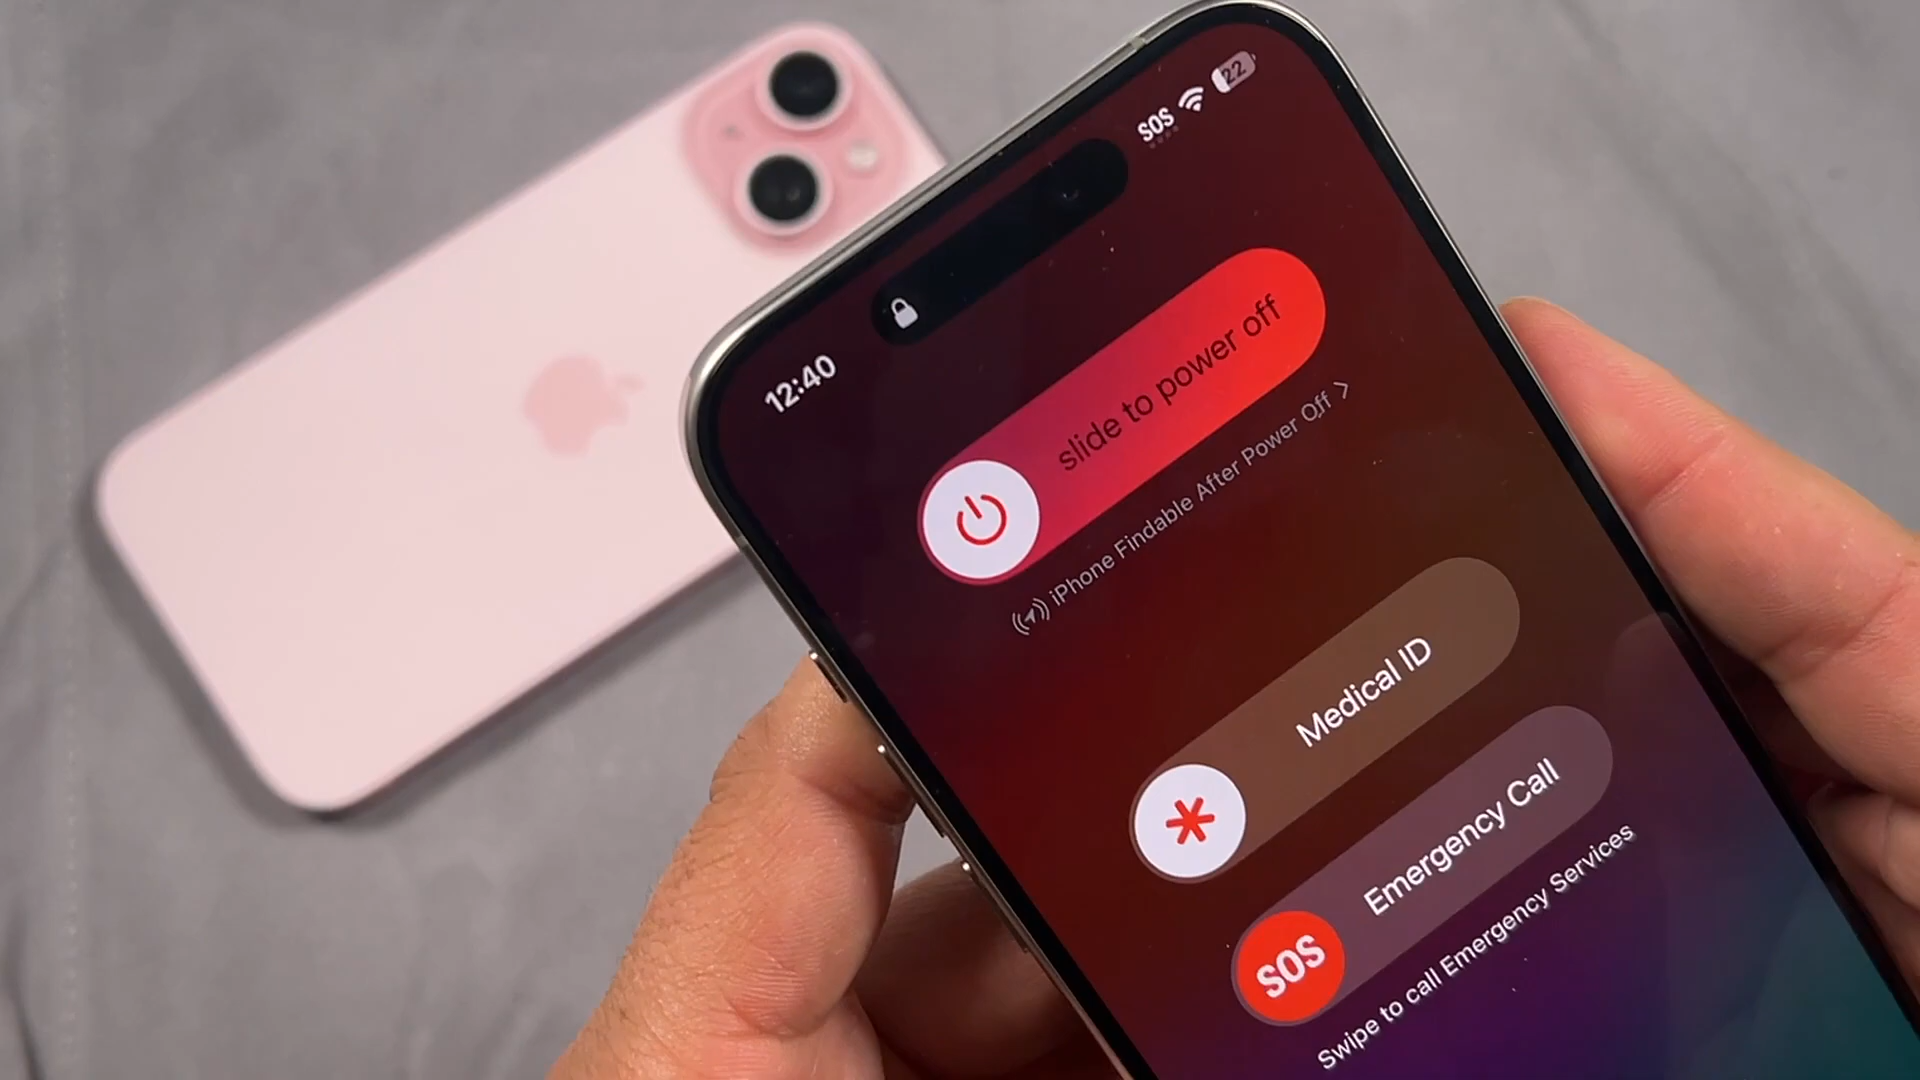 12:40
SOS
22
slide to power off
iPhone Findable After Power Off >
Medical ID
SOS
Emergency Call
Swipe to call Emergency Services